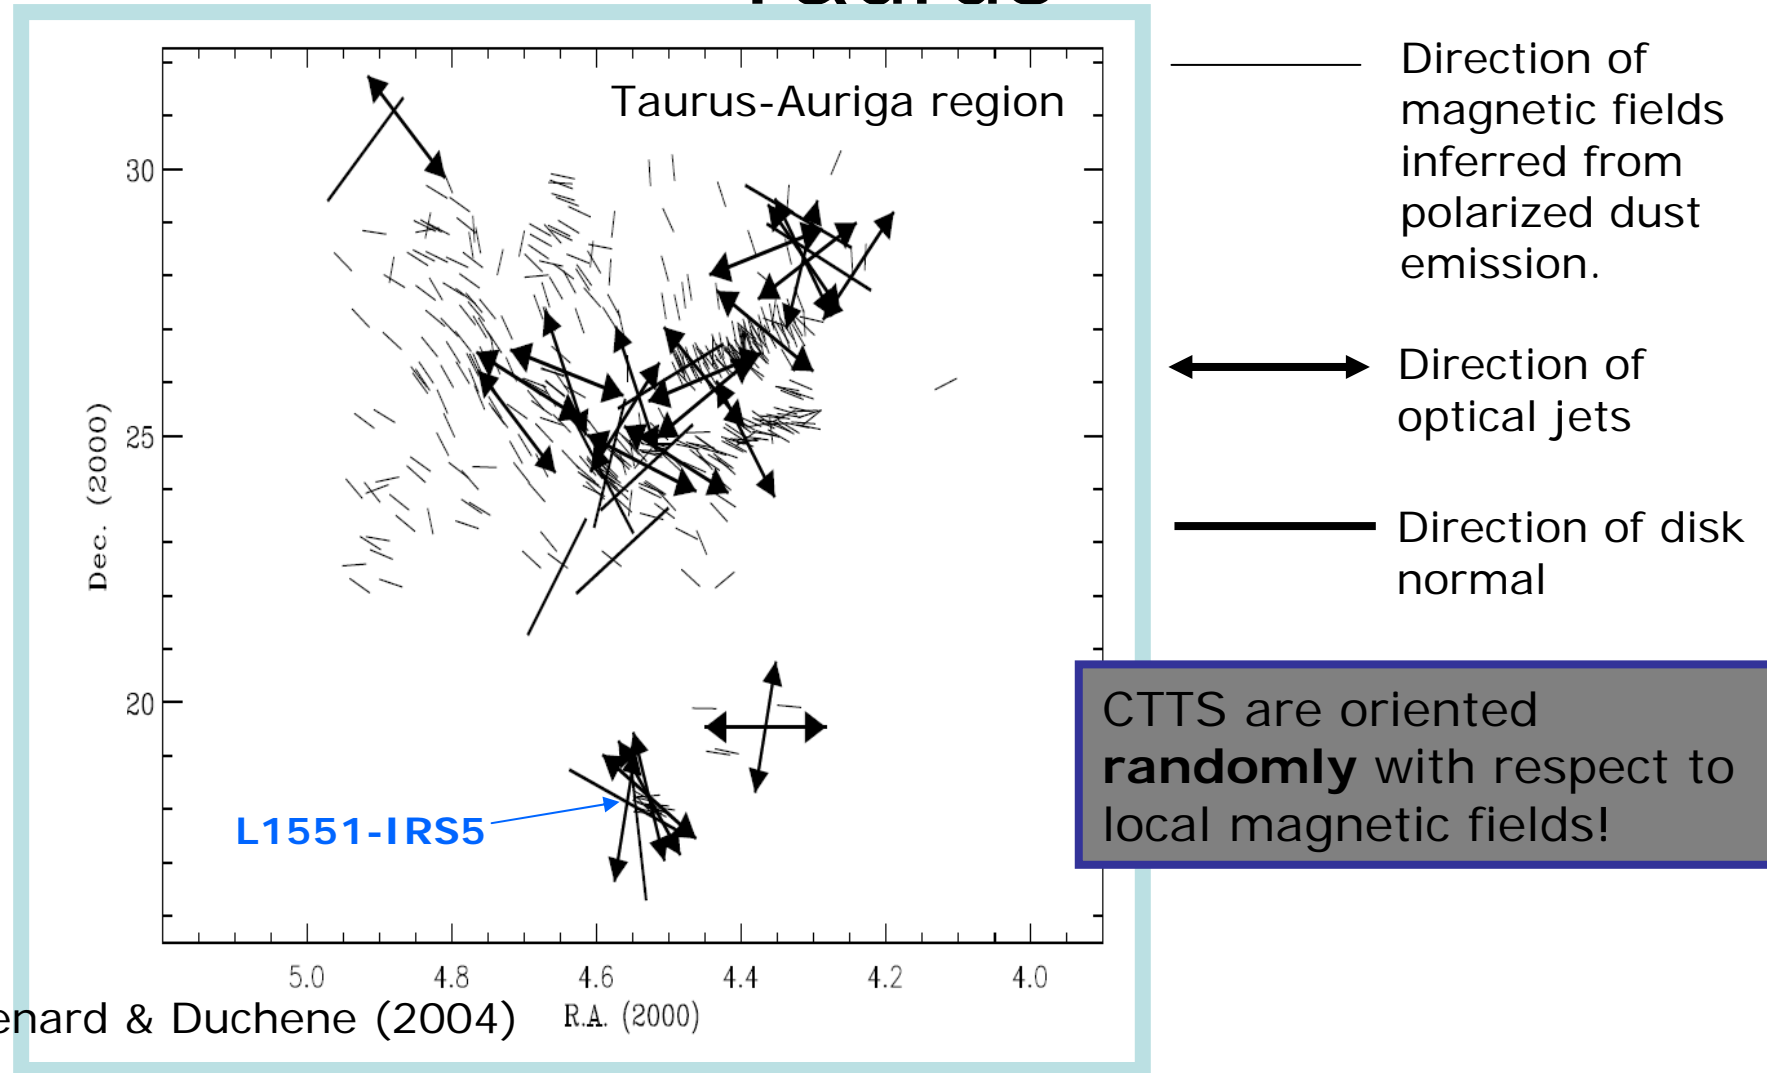 Taurus-Auriga region
30
25
20
Dec. (2000)
5.0 4.8 4.6 4.4 4.2 4.0
R.A. (2000)
L1551-IRS5
& Duchene (2004)
Direction of
magnetic fields
inferred from
polarized dust
emission.
Direction of
optical jets
Direction of disk
normal
CTTS are oriented
randomly with respect to
local magnetic fields!